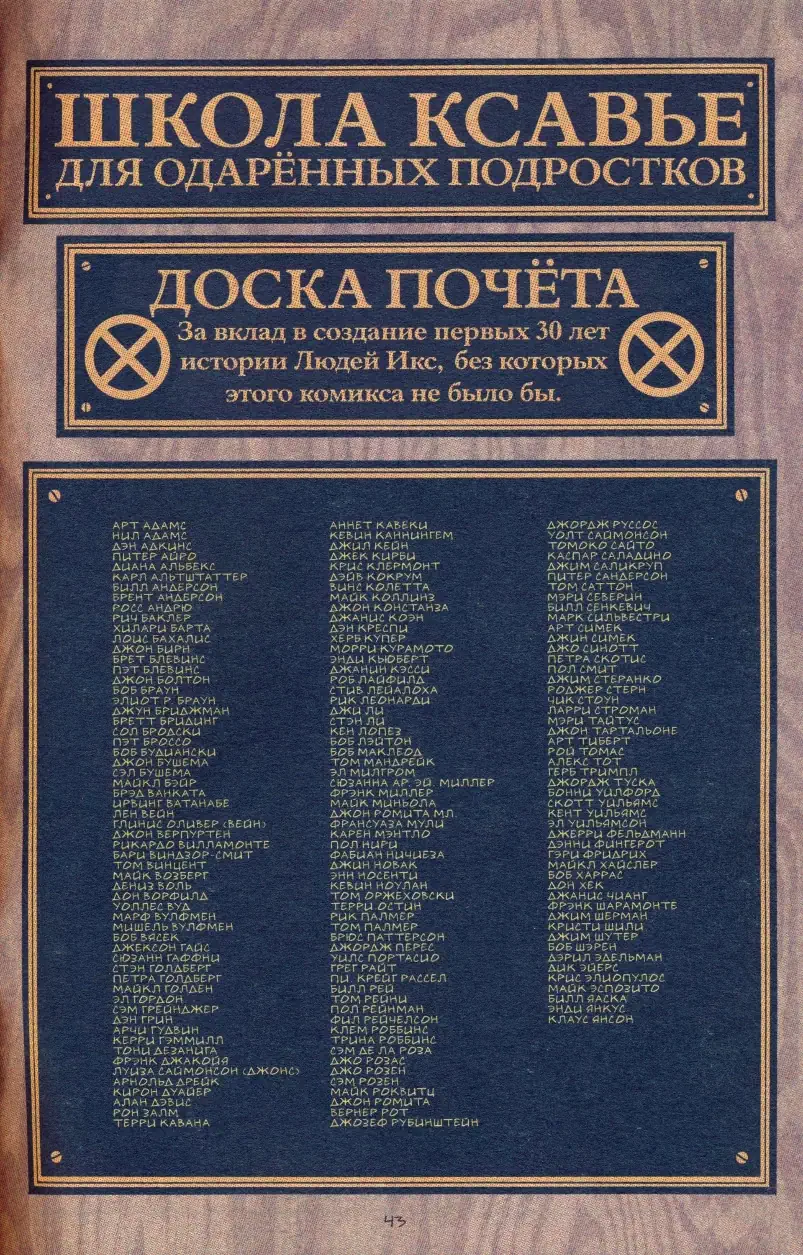 ШКОЛА КСАВЬЕ
ДЛЯ ОДАРЁННЫХ ПОДРОСТКОВ
ДОСКА ПОЧЁТА
За вклад в создание первых 30 лет
истории Людей Икс, без которых
этого комикса не было бы.
АРТ АДАМС
НИЛ АДАМС
ДЭН АДКИНС
ПИТЕР АЙРО
ДИАНА АЛЬБЕКС
КАРЛ АЛЬТШТАТТЕР
БИЛЛ АНДЕРСОН
БРЕНТ АНДЕРСОН
РОСС АНДРЮ
РИЧ БАКЛЕР
ХИЛАРИ БАРТА
ЛОИС БАХАЛИС
ДЖОН БИРН
БРЕТ БЛЕВИНС
ПЭТ БЛЕВИНС
ДЖОН БОЛТОН
БОБ БРАУН
ЭЛИОТ Р. БРАУН
ДЖУН БРИДЖМАН
БРЕТТ БРИДИНГ
СОЛ БРОДСКИ
ПЭТ БРОССО
БОБ БУДИАНСКИ
ДЖОН БУШЕМА
СЭЛ БУШЕМА
МАЙКЛ БЭЙР
БРЭД ВАНКАТА
ИРВИНГ ВАТАНАБЕ
ЛЕН ВЕЙН
ГЛИНИС ОЛИВЕР (ВЕЙН)
ДЖОН ВЕРПУРТЕН
РИКАРДО ВИЛЛАМОНТЕ
БАРИ ВИНДЗОР-СМИТ
ТОМ ВИНЦЕНТ
МАЙК ВОЗБЕРГ
ДЕНИЗ ВОЛЬ
ДОН ВОРФИЛД
УОЛЛЕС ВУД
МАРФ ВУЛФМЕН
МИШЕЛЬ ВУЛФМЕН
БОБ ВЯСЕК
ДЖЕКСОН ГАЙС
СЮЗАНН ГАФФНИ
СТЭН ГОЛДБЕРГ
ПЕТРА ГОЛДБЕРГ
МАЙКЛ ГОЛДЕН
ЭЛ ГОРДОН
СЭМ ГРЕЙНДЖЕР
ДЭН ГРИН
АРЧИ ГУДВИН
КЕРРИ ГЭММИЛЛ
ТОНИ ДЕЗАНИГА
ФРЭНК ДЖАКОЙЯ
ЛУИЗА САЙМОНСОН (ДЖОНС)
АРНОЛЬД ДРЕЙК
КИРОН ДУАЙЕР
АЛАН ДЭВИС
РОН ЗАЛМ
ТЕРРИ КАВАНА
АННЕТ КАВЕКИ
КЕВИН КАННИНГЕМ
ДЖИЛ КЕЙН
ДЖЕК КИРБИ
КРИС КЛЕРМОНТ
ДЭЙВ КОКРУМ
ВИНС КОЛЕТТА
МАЙК КОЛЛИНЗ
ДЖОН КОНСТАНЗА
ДЖАНИС КОЭН
ДЭН КРЕСПИ
ХЕРБ КУПЕР
МОРРИ КУРАМОТО
ЭНДИ КЬЮБЕРТ
ДЖАНИН КЭССИ
РОБ ЛАЙФИЛД
СТИВ ЛЕЙАЛОХА
РИК ЛЕОНАРДИ
ДЖИ ЛИ
СТЭН ЛИ
КЕН ЛОПЕЗ
БОБ ЛЭЙТОН
БОБ МАКЛЕОД
ТОМ МАНДРЕЙК
ЭЛ МИЛГРОМ
СЮЗАННА АР. ЭЙ. МИЛЛЕР
ФРЭНК МИЛЛЕР
МАЙК МИНЬОЛА
ДЖОН РОМИТА МЛ.
ФРАНСУАЗА МУЛИ
КАРЕН МЭНТЛО
ПОЛ НИРИ
ФАБИАН НИЧИЕЗА
ДЖИН НОВАК
ЭНН НОСЕНТИ
КЕВИН НОУЛАН
ТОМ ОРЖЕХОВСКИ
ТЕРРИ ОСТИН
РИК ПАЛМЕР
ТОМ ПАЛМЕР
БРЮС ПАТТЕРСОН
ДЖОРДЖ ПЕРЕС
УИЛС ПОРТАСИО
ГРЕГ РАЙТ
ПИ. КРЕЙГ РАССЕЛ
БИЛЛ РЕЙ
ТОМ РЕЙНИ
ПОЛ РЕЙНМАН
ФИЛ РЕЙЧЕЛСОН
КЛЕМ РОББИНС
ТРИНА РОББИНС
СЭМ ДЕ ЛА РОЗА
ДЖО РОЗАС
ДЖО РОЗЕН
СЭМ РОЗЕН
МАЙК РОКВИТЦ
ДЖОН РОМИТА
ВЕРНЕР РОТ
ДЖОЗЕФ РУБИНШТЕЙН
ДЖОРДЖ РУССОС
УОЛТ САЙМОНСОН
ТОМОКО САЙТО
КАСПАР САЛАДИНО
ДЖИМ САЛИКРУП
ПИТЕР САНДЕРСОН
ТОМ САТТОН
МЭРИ СЕВЕРИН
БИЛЛ СЕНКЕВИЧ
МАРК СИЛЬВЕСТРИ
АРТ СИМЕК
ДЖИН СИМЕК
ДЖО СИНОТТ
ПЕТРА СКОТИС
ПОЛ СМИТ
ДЖИМ СТЕРАНКО
РОДЖЕР СТЕРН
ЧИК СТОУН
ЛАРРИ СТРОМАН
МЭРИ ТАЙТУС
ДЖОН ТАРТАЛЬОНЕ
АРТ ТИБЕРТ
РОЙ ТОМАС
АЛЕКС ТОТ
ГЕРБ ТРИМПЛ
ДЖОРДЖ ТУСКА
БОННИ УИЛФОРД
СКОТТ УИЛЬЯМС
КЕНТ УИЛЬЯМС
ЭЛ УИЛЬЯМСОН
ДЖЕРРИ ФЕЛЬДМАНН
ДЭННИ ФИНГЕРОТ
ГЭРИ ФРИДРИХ
МАЙКЛ ХАЙСЛЕР
БОБ ХАРРАС
ДОН ХЕК
ДЖАНИС ЧИАНГ
ФРЭНК ШАРАМОНТЕ
ДЖИМ ШЕРМАН
КРИСТИ ШИЛИ
ДЖИМ ШУТЕР
БОБ ШЭРЕН
ДЭРИЛ ЭДЕЛЬМАН
ДИК ЭЙЕРС
КРИС ЭЛИОПУЛОС
МАЙК ЭСПОЗИТО
БИЛЛ ЯАСКА
ЭНДИ ЯНКУС
КЛАУС ЯНСОН
43